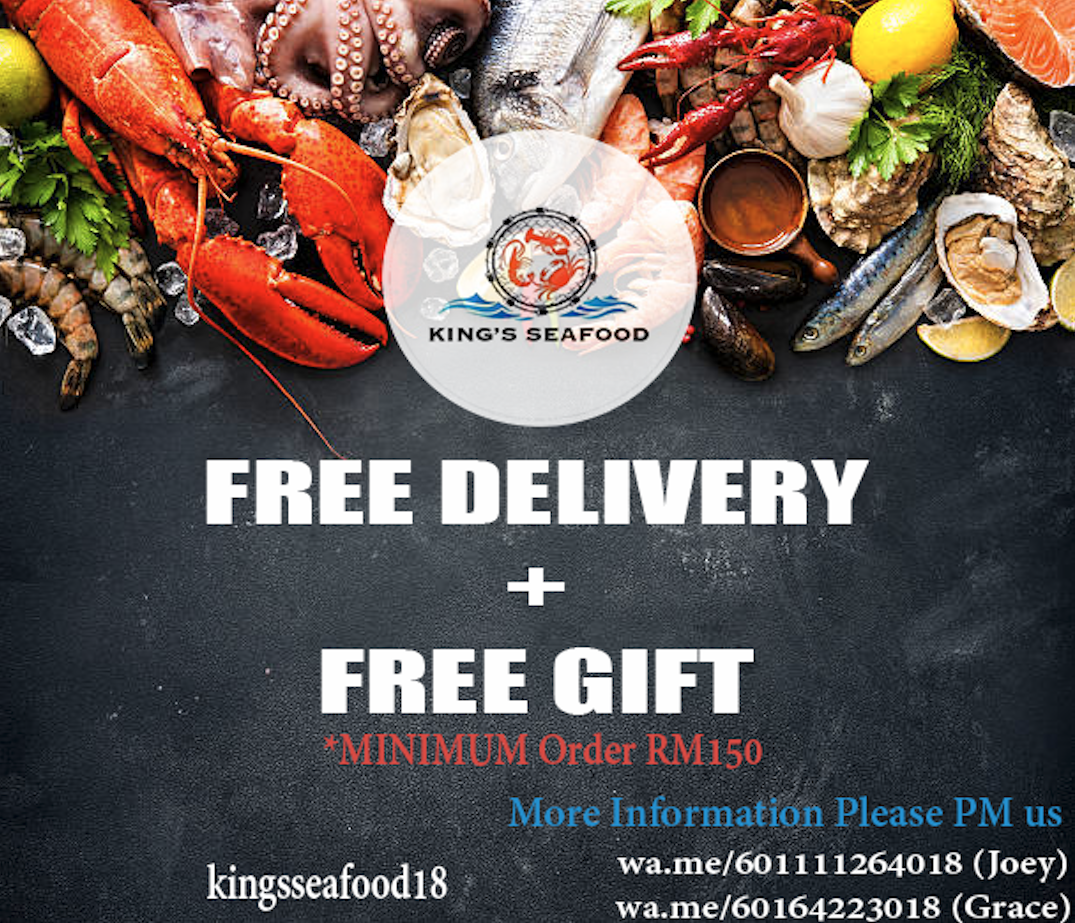 KING'S SEAFOOD
FREE DELIVERY
+
FREE GIFT
*MINIMUM Order RM150
More Information Please PM us
kingsseafood18
wa.me/601111264018 (Joey)
wa.me/60164223018 (Grace)